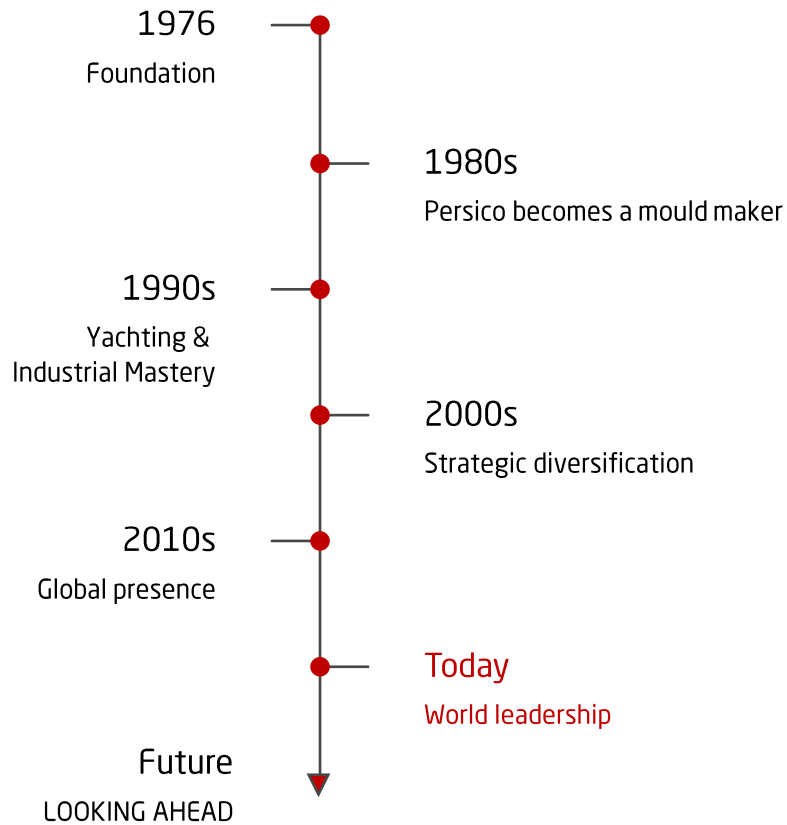 1976
Foundation
1980s
Persico becomes a mould maker
1990s
Yachting &
Industrial Mastery
2000s
Strategic diversification
2010s
Global presence
Today
World leadership
Future
LOOKING AHEAD